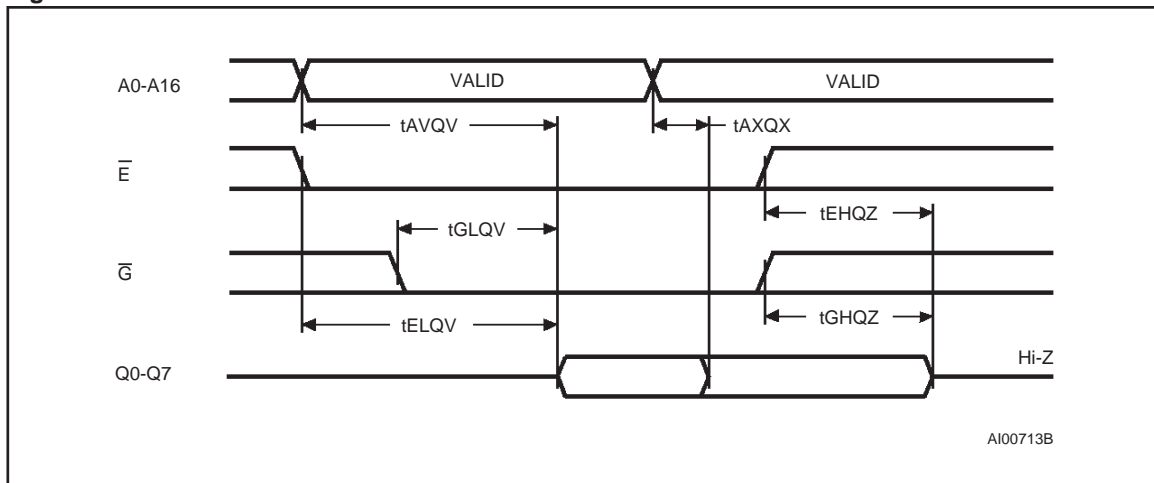 A0-A16
VALID
VALID
tAVQV
tAXQX
E
tEHQZ
tGLQV
G
tGHQZ
tELQV
Q0-Q7
Hi-Z
AI00713B